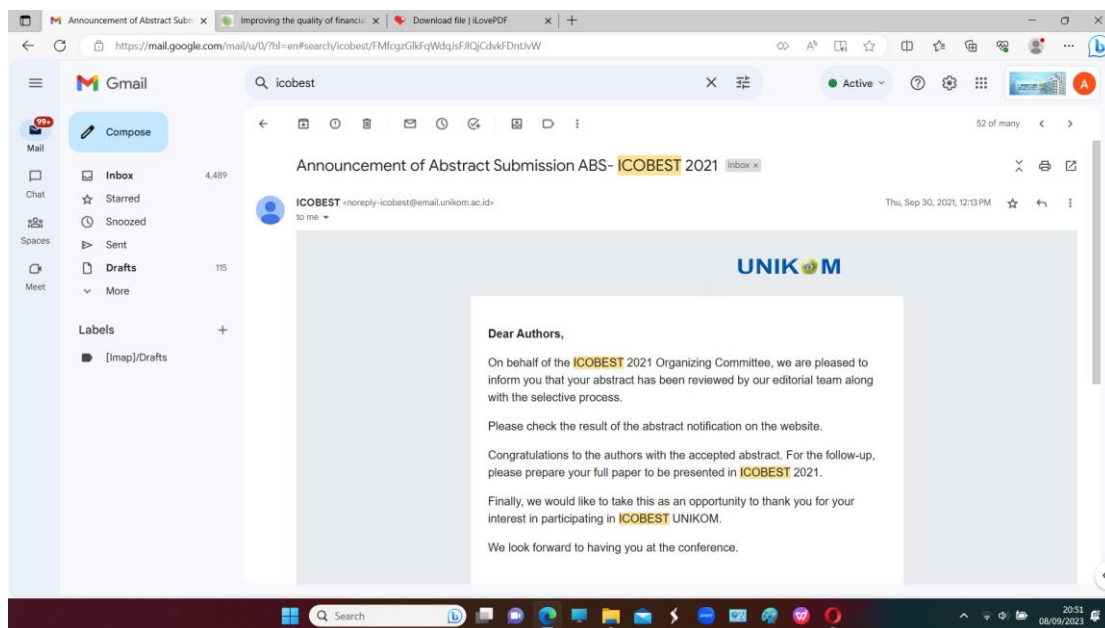 Announcement of Abstract Subm
Improving the quality of financia
Download file | iLovePDF
https://mail.google.com/mail/u/0/?hl=en#search/icobest/FMfcgzGlkFqWdqJsFJlQjCdvkFDntJvW
Gmail
icobest
Active
A
99+
Mail
Compose
52 of many
Chat
Spaces
Meet
Inbox 4,489
Starred
Snoozed
Sent
Drafts 115
More
Labels
[Imap]/Drafts
Announcement of Abstract Submission ABS- ICOBEST 2021 Inbox x
ICOBEST <noreply-icobest@email.unikom.ac.id>
Thu, Sep 30, 2021, 12:13 PM
to me
UNIKOM
Dear Authors,
On behalf of the ICOBEST 2021 Organizing Committee, we are pleased to
inform you that your abstract has been reviewed by our editorial team along
with the selective process.
Please check the result of the abstract notification on the website.
Congratulations to the authors with the accepted abstract. For the follow-up,
please prepare your full paper to be presented in ICOBEST 2021.
Finally, we would like to take this as an opportunity to thank you for your
interest in participating in ICOBEST UNIKOM.
We look forward to having you at the conference.
Search
20:51
08/09/2023